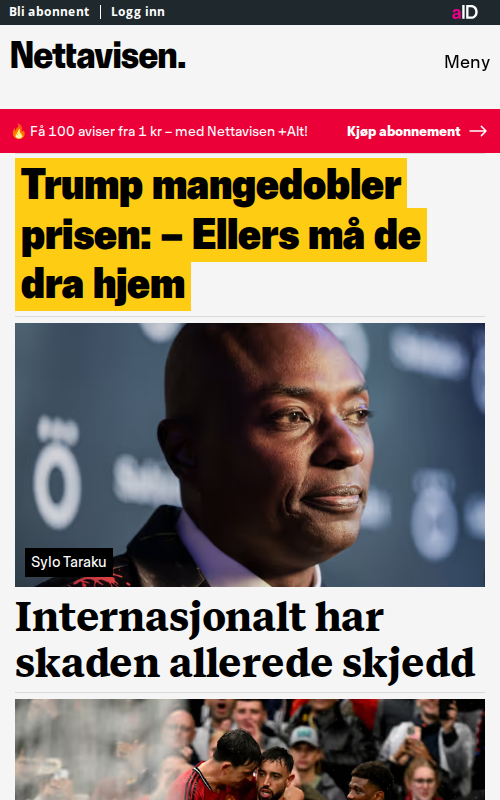 Bli abonnent | Logg inn
aID
Nettavisen.
Meny
🔥 Få 100 aviser fra 1 kr – med Nettavisen +Alt!
Kjøp abonnement →
Trump mangedobler
prisen: – Ellers må de
dra hjem
Sylo Taraku
Internasjonalt har
skaden allerede skjedd